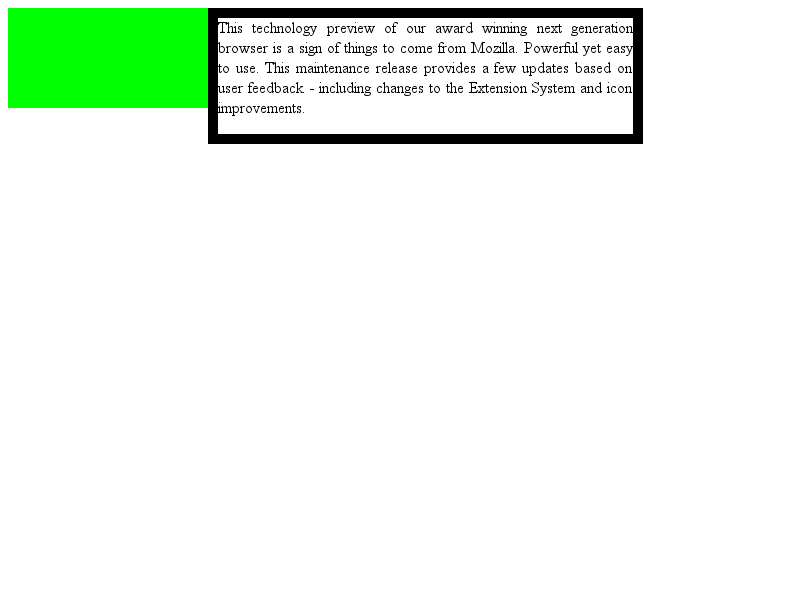 This technology preview of our award winning next generation
browser is a sign of things to come from Mozilla. Powerful yet easy
to use. This maintenance release provides a few updates based on
user feedback - including changes to the Extension System and icon
improvements.